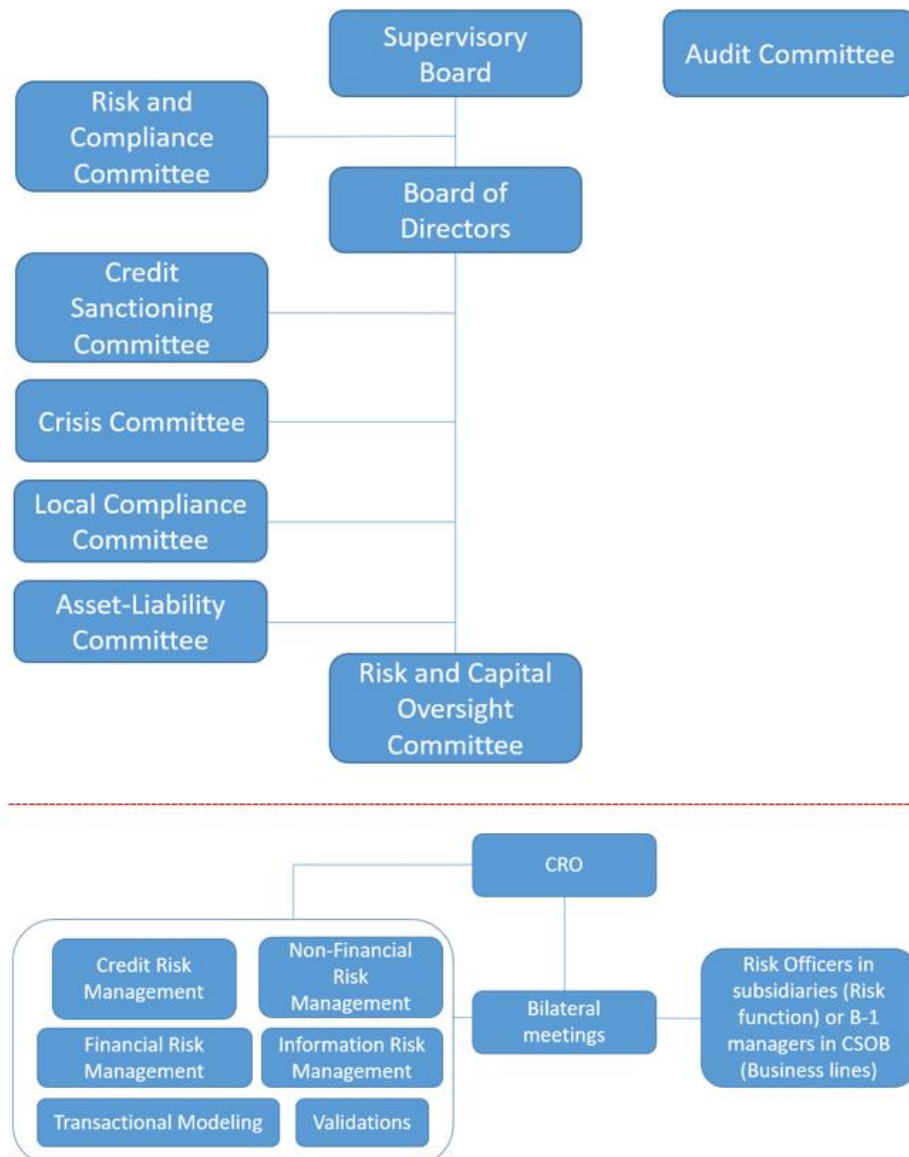 Supervisory
Board
Audit Committee
Risk and
Compliance
Committee
Board of
Directors
Credit
Sanctioning
Committee
Crisis Committee
Local Compliance
Committee
Asset-Liability
Committee
Risk and Capital
Oversight
Committee
CRO
Credit Risk
Management
Non-Financial
Risk
Management
Financial Risk
Management
Information Risk
Management
Transactional Modeling
Validations
Bilateral
meetings
Risk Officers in
subsidiaries (Risk
function) or B-1
managers in CSOB
(Business lines)